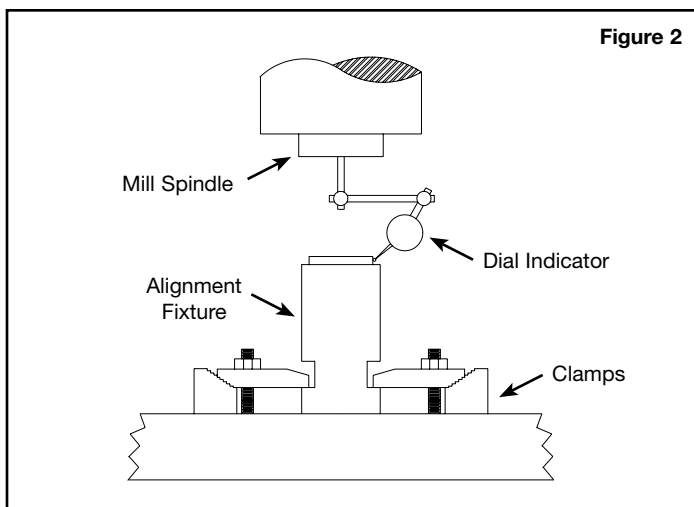 Figure 2
Mill Spindle
Dial Indicator
Alignment
Fixture
Clamps